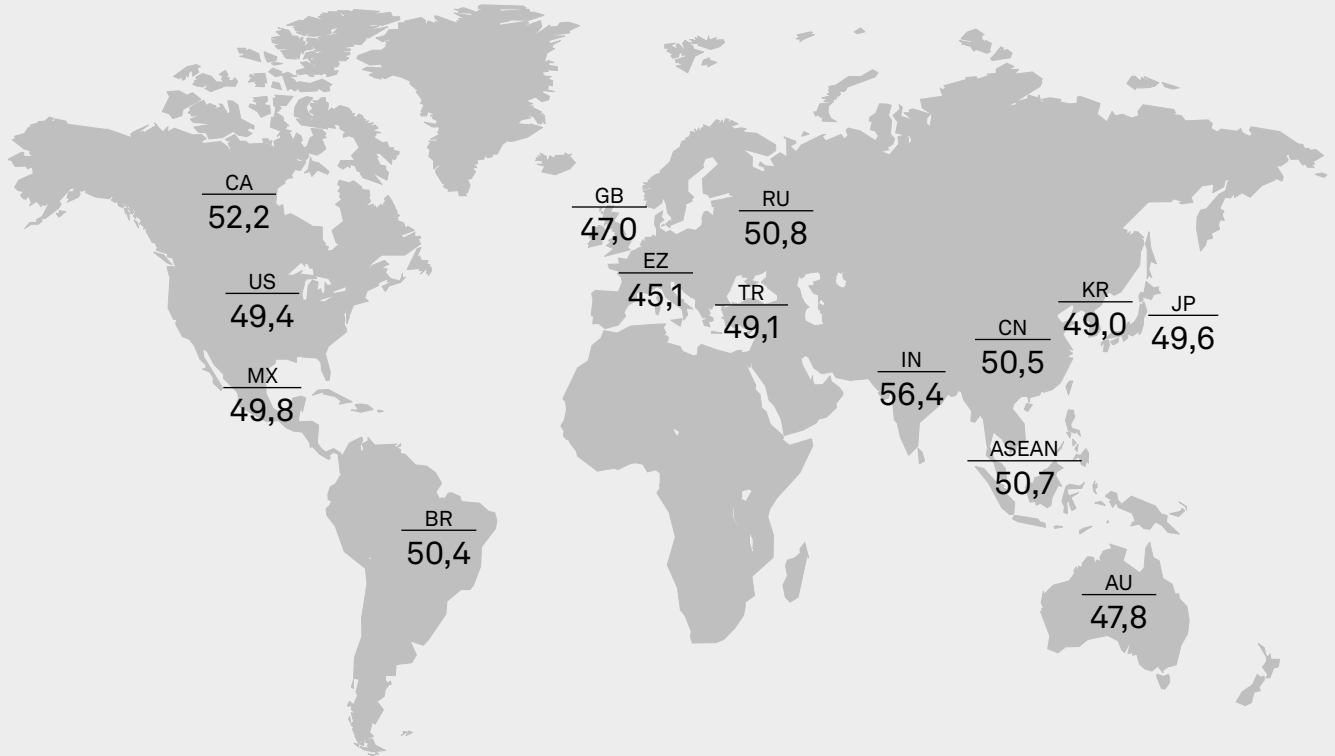 CA
52,2
GB
47,0
RU
50,8
EZ
45,1
US
49,4
TR
49,1
KR
49,0
JP
49,6
CN
50,5
IN
56,4
MX
49,8
ASEAN
50,7
BR
50,4
AU
47,8